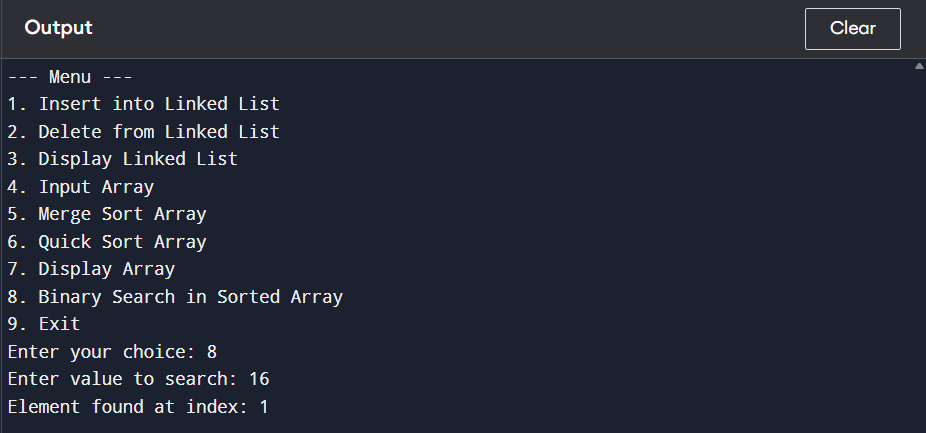 Output
Clear
--- Menu ---
1. Insert into Linked List
2. Delete from Linked List
3. Display Linked List
4. Input Array
5. Merge Sort Array
6. Quick Sort Array
7. Display Array
8. Binary Search in Sorted Array
9. Exit
Enter your choice: 8
Enter value to search: 16
Element found at index: 1